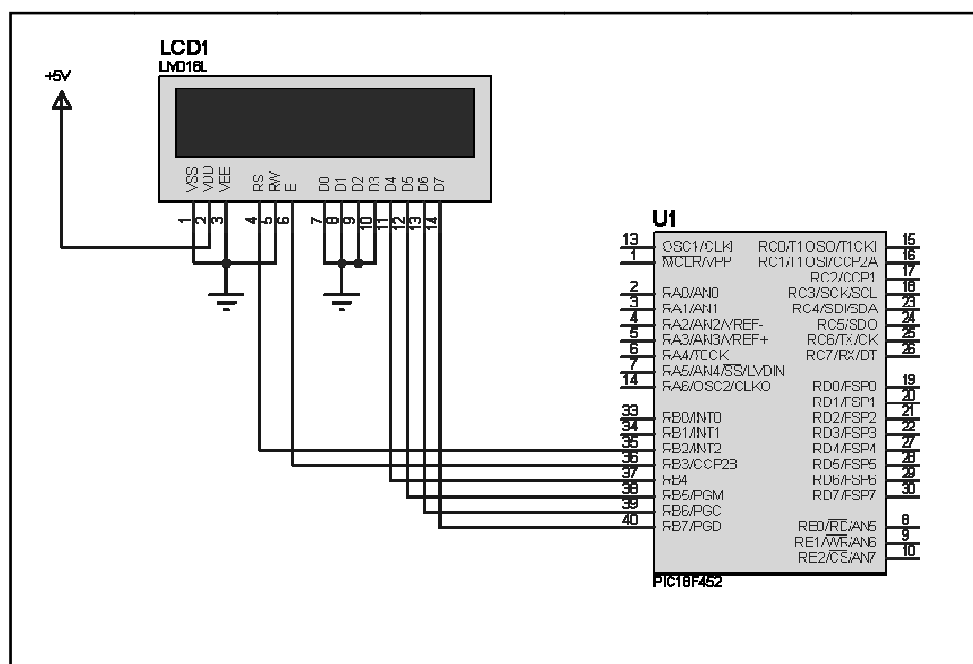 LCD1
LM016L
+5V
VSS VDD VEE RS RW E D0 D1 D2 D3 D4 D5 D6 D7
1 2 3 4 5 6 7 8 9 10 11 12 13 14
U1
13 OSC1/CLKI RC0/T1OSO/T1CKI 15
1 MCLR/VPP RC1/T1OSI/CCP2A 16
RC2/CCP1 17
2 RA0/AN0 RC3/SCK/SCL 18
3 RA1/AN1 RC4/SDI/SDA 23
4 RA2/AN2/VREF- RC5/SDO 24
5 RA3/AN3/VREF+ RC6/TX/CK 25
6 RA4/T0CK RC7/RX/DT 26
7 RA5/AN4/SS/LVDIN
14 RA6/OSC2/CLKO RD0/PSP0 19
RD1/PSP1 20
33 RB0/INT0 RD2/PSP2 21
34 RB1/INT1 RD3/PSP3 22
35 RB2/INT2 RD4/PSP4 27
36 RB3/CCP2B RD5/PSP5 28
37 RB4 RD6/PSP6 29
38 RB5/PGM RD7/PSP7 30
39 RB6/PGC
40 RB7/PGD RE0/RD/AN5 8
RE1/WR/AN6 9
RE2/CS/AN7 10
PIC18F452